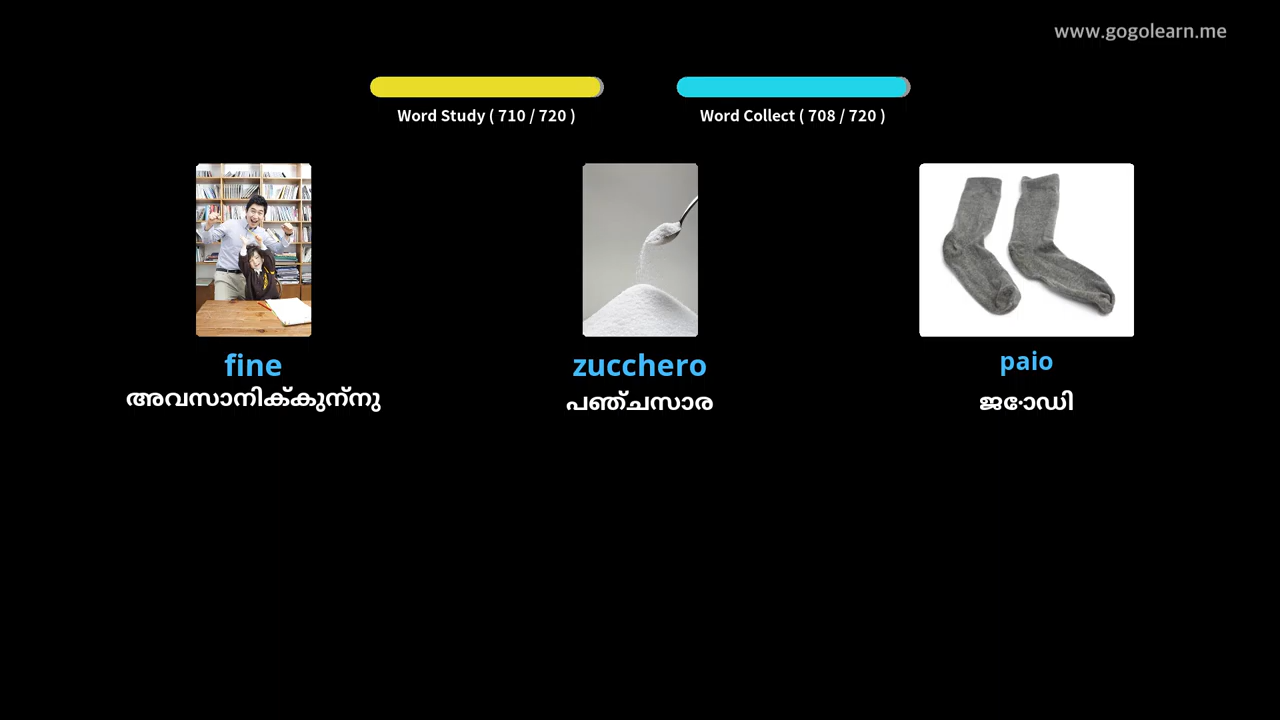 www.gogolearn.me
Word Study ( 710 / 720 )
Word Collect ( 708 / 720 )
fine
അവസാനിക്കുന്നു
zucchero
പഞ്ചസാര
paio
ജോഡി